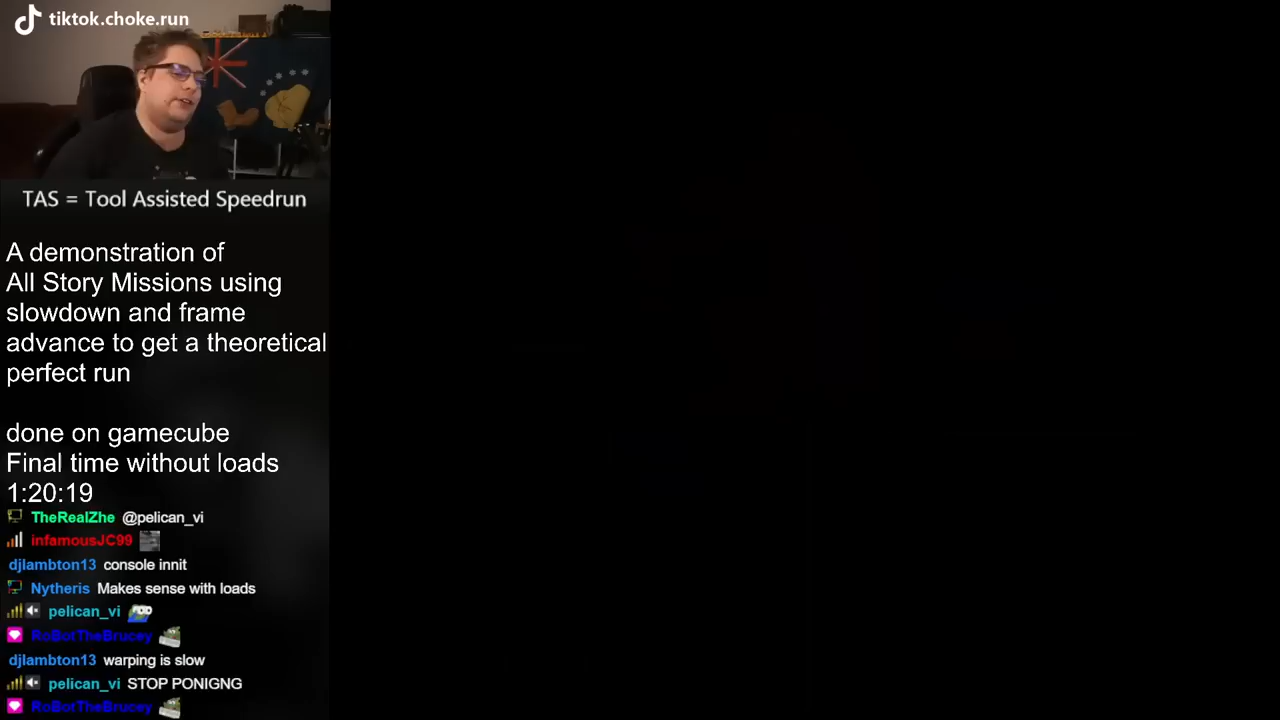 tiktok.choke.run
TAS = Tool Assisted Speedrun
A demonstration of
All Story Missions using
slowdown and frame
advance to get a theoretical
perfect run
done on gamecube
Final time without loads
1:20:19
TheRealZhe @pelican_vi
infamousJC99
djlambton13 console innit
Nytheris Makes sense with loads
pelican_vi
RoBotTheBrucey
djlambton13 warping is slow
pelican_vi STOP PONIGNG
RoBotTheBrucey